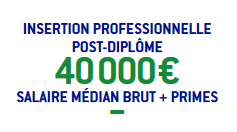 INSERTION PROFESSIONNELLE
POST-DIPLÔME
40 000 €
SALAIRE MÉDIAN BRUT + PRIMES